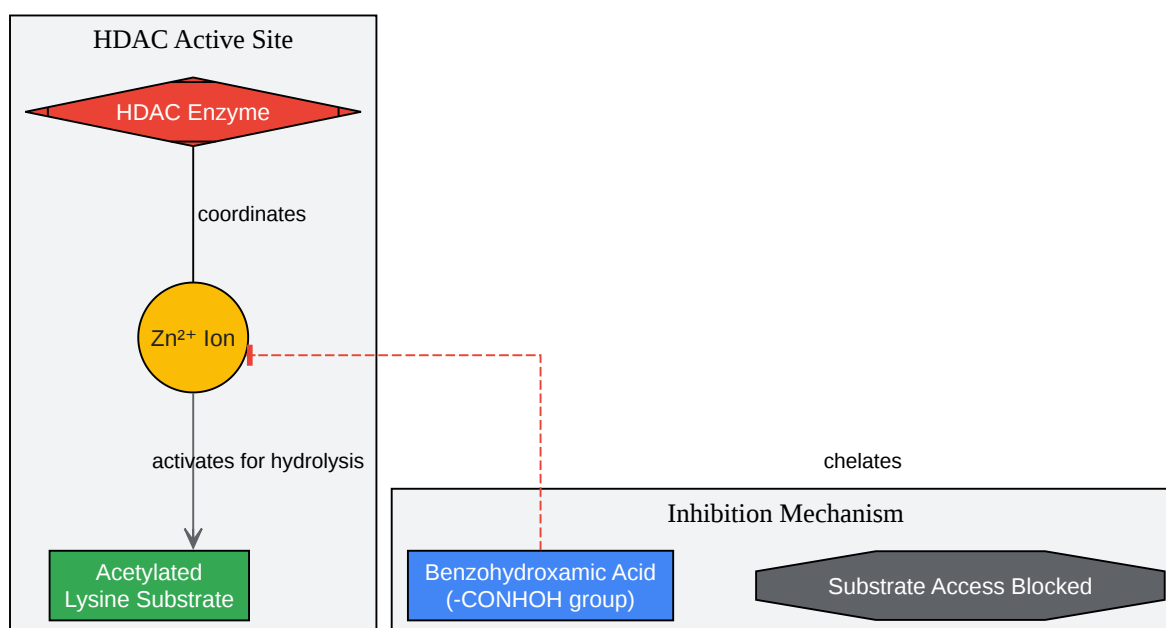 HDAC Active Site
HDAC Enzyme
coordinates
Zn²⁺ Ion
activates for hydrolysis
chelates
Inhibition Mechanism
Acetylated
Lysine Substrate
Benzohydroxamic Acid
(-CONHOH group)
Substrate Access Blocked